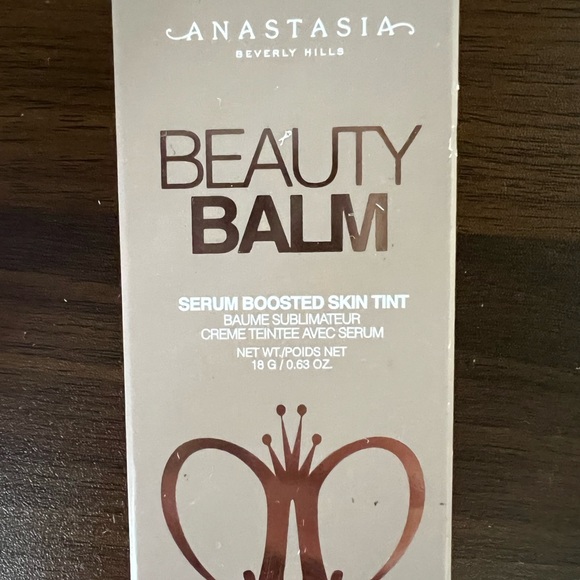 ANASTASIA
BEVERLY HILLS
BEAUTY
BALM
SERUM BOOSTED SKIN TINT
BAUME SUBLIMATEUR
CREME TEINTEE AVEC SERUM
NET WT./POIDS NET
18 G / 0.63 OZ.